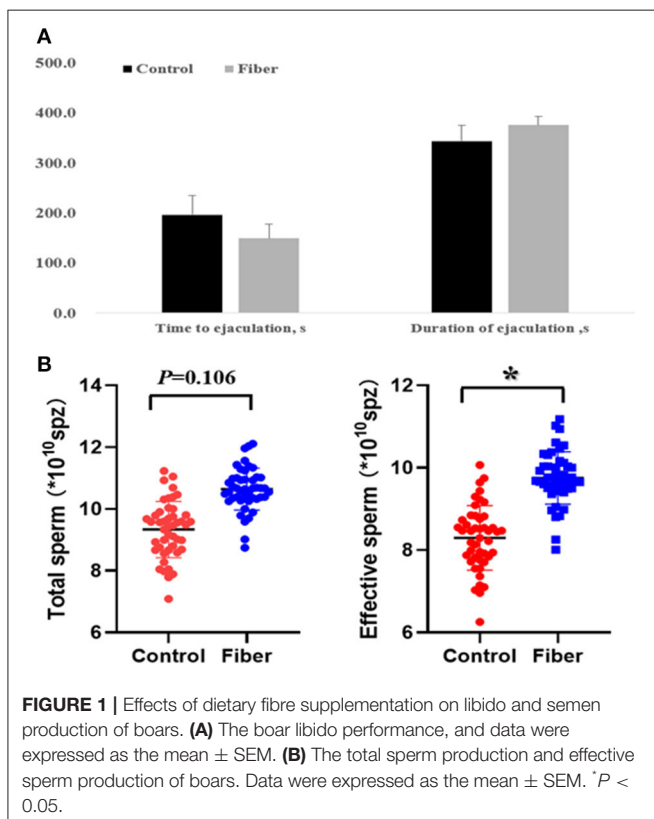 A
500.0
Control
Fiber
400.0
300.0
200.0
100.0
0.0
Time to ejaculation, s
Duration of ejaculation ,s
B
Total sperm (*10^10spz)
14
12
10
8
6
P=0.106
Control
Fiber
Effective sperm (*10^10spz)
12
10
8
6
*
Control
Fiber
FIGURE 1 | Effects of dietary fibre supplementation on libido and semen
production of boars. (A) The boar libido performance, and data were
expressed as the mean ± SEM. (B) The total sperm production and effective
sperm production of boars. Data were expressed as the mean ± SEM. *P <
0.05.